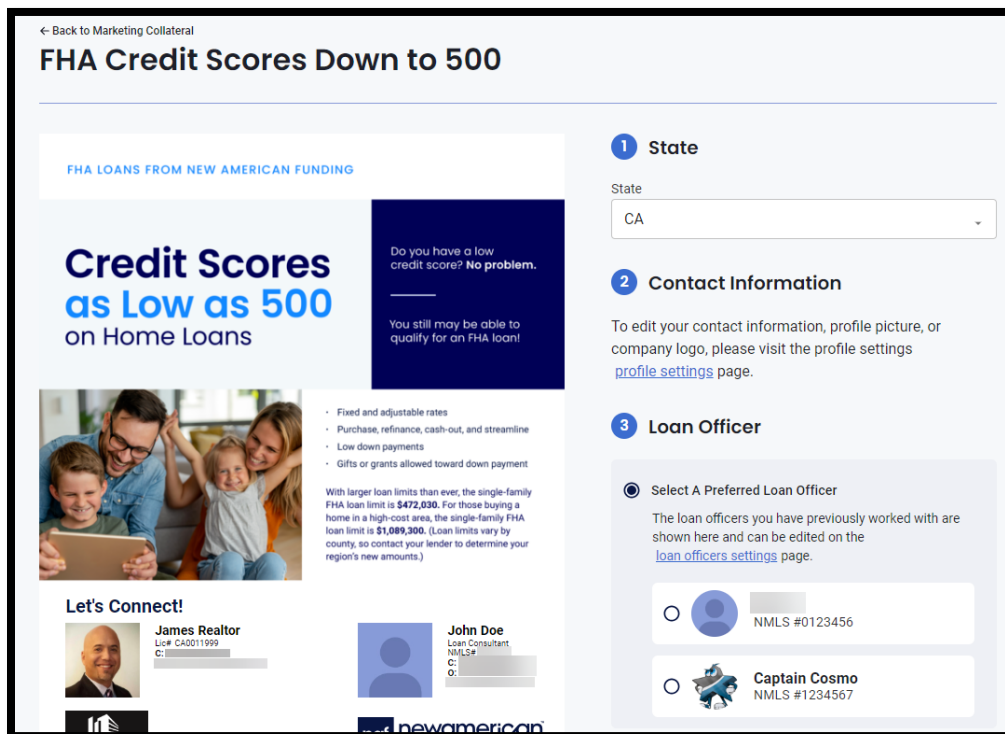 ← Back to Marketing Collateral
FHA Credit Scores Down to 500
FHA LOANS FROM NEW AMERICAN FUNDING
Credit Scores
as Low as 500
on Home Loans
Do you have a low
credit score? No problem.
You still may be able to
qualify for an FHA loan!
· Fixed and adjustable rates
· Purchase, refinance, cash-out, and streamline
· Low down payments
· Gifts or grants allowed toward down payment
With larger loan limits than ever, the single-family
FHA loan limit is $472,030. For those buying a
home in a high-cost area, the single-family FHA
loan limit is $1,089,300. (Loan limits vary by
county, so contact your lender to determine your
region's new amounts.)
Let's Connect!
James Realtor
Lic# CA0011999
C:
John Doe
Loan Consultant
NMLS#
C:
O:
newamerican
1 State
State
CA
2 Contact Information
To edit your contact information, profile picture, or
company logo, please visit the profile settings
profile settings page.
3 Loan Officer
Select A Preferred Loan Officer
The loan officers you have previously worked with are
shown here and can be edited on the
loan officers settings page.
NMLS #0123456
Captain Cosmo
NMLS #1234567